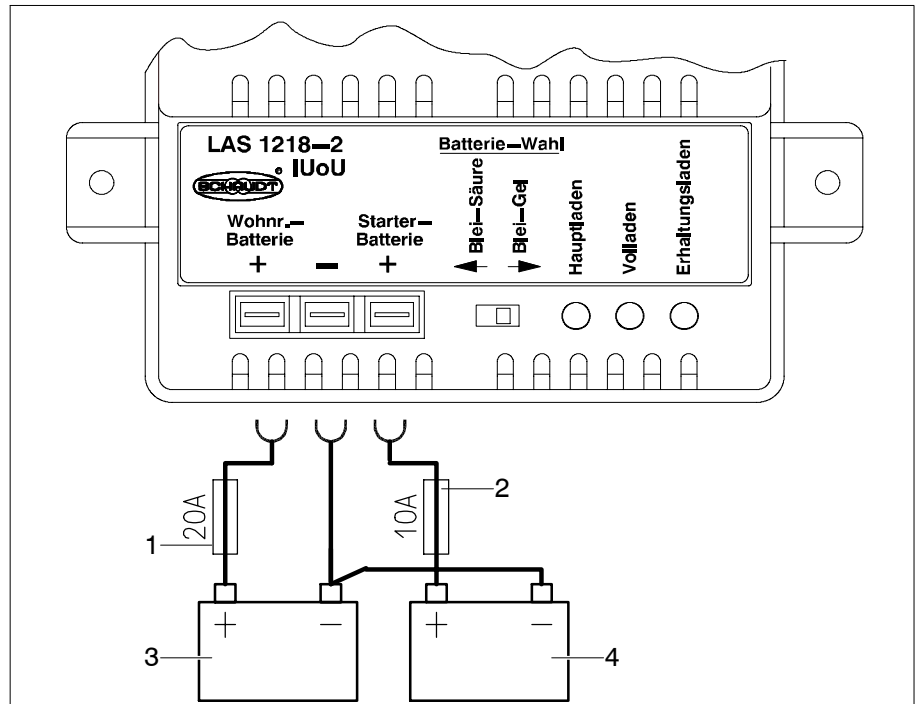 LAS 1218–2
IUoU
SCHAUDT ®
Wohnr.–
Batterie
+
–
Starter–
Batterie
+
Batterie–Wahl
Blei–Säure
Blei–Gel
Hauptladen
Volladen
Erhaltungsladen
20A
1
10A
2
+
–
3
+
–
4